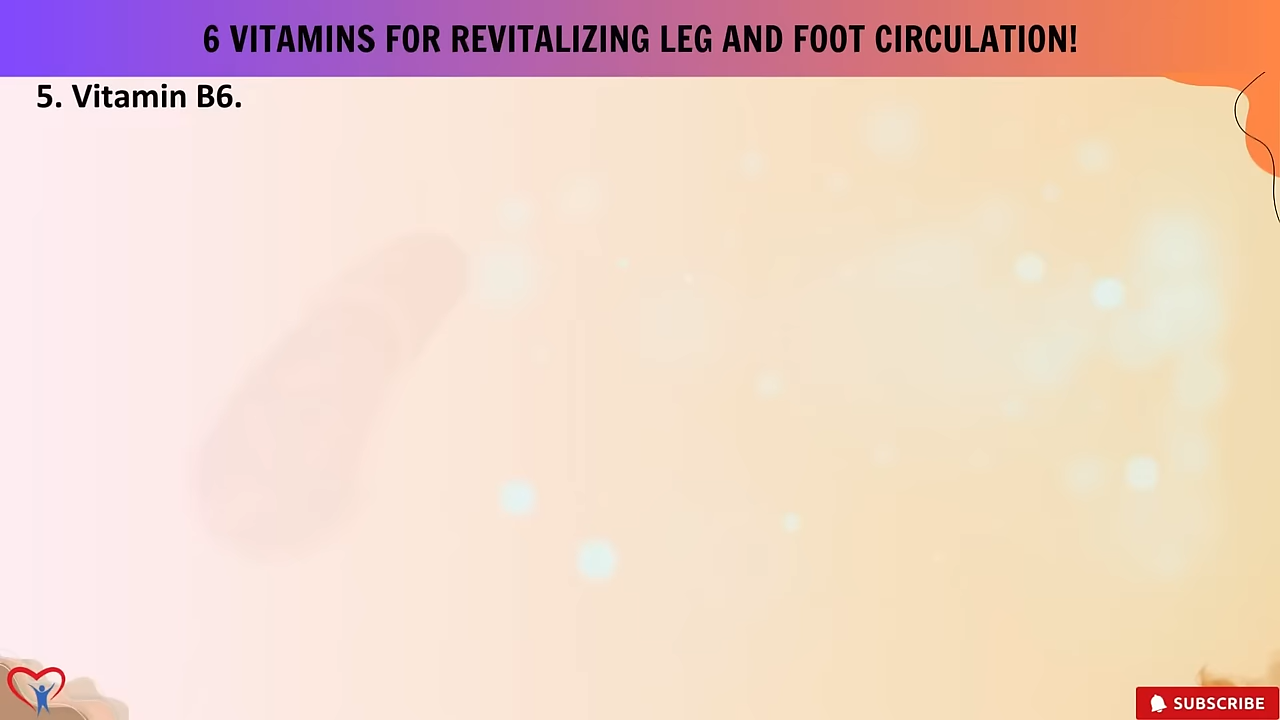 6 VITAMINS FOR REVITALIZING LEG AND FOOT CIRCULATION!
5. Vitamin B6.
SUBSCRIBE